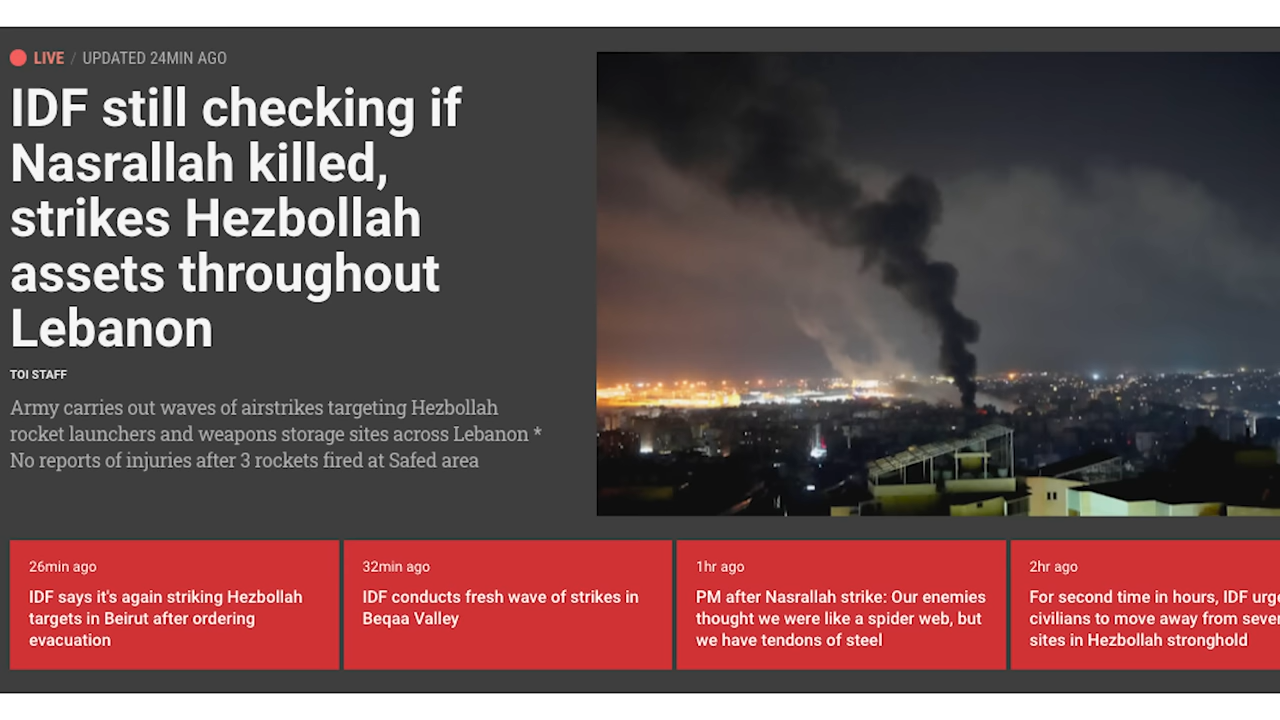 LIVE / UPDATED 24MIN AGO
IDF still checking if
Nasrallah killed,
strikes Hezbollah
assets throughout
Lebanon
TOI STAFF
Army carries out waves of airstrikes targeting Hezbollah
rocket launchers and weapons storage sites across Lebanon *
No reports of injuries after 3 rockets fired at Safed area
26min ago
IDF says it's again striking Hezbollah
targets in Beirut after ordering
evacuation
32min ago
IDF conducts fresh wave of strikes in
Beqaa Valley
1hr ago
PM after Nasrallah strike: Our enemies
thought we were like a spider web, but
we have tendons of steel
2hr ago
For second time in hours, IDF
civilians to move away from
sites in Hezbollah stronghold